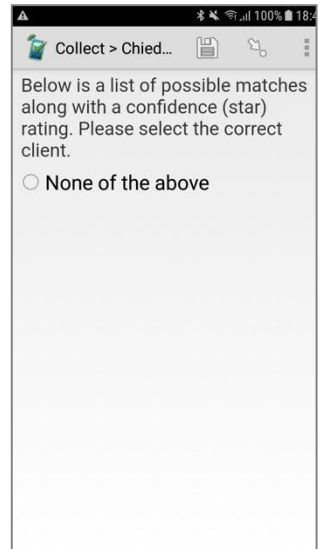 100% 18:4
Collect > Chied...
Below is a list of possible matches
along with a confidence (star)
rating. Please select the correct
client.
None of the above